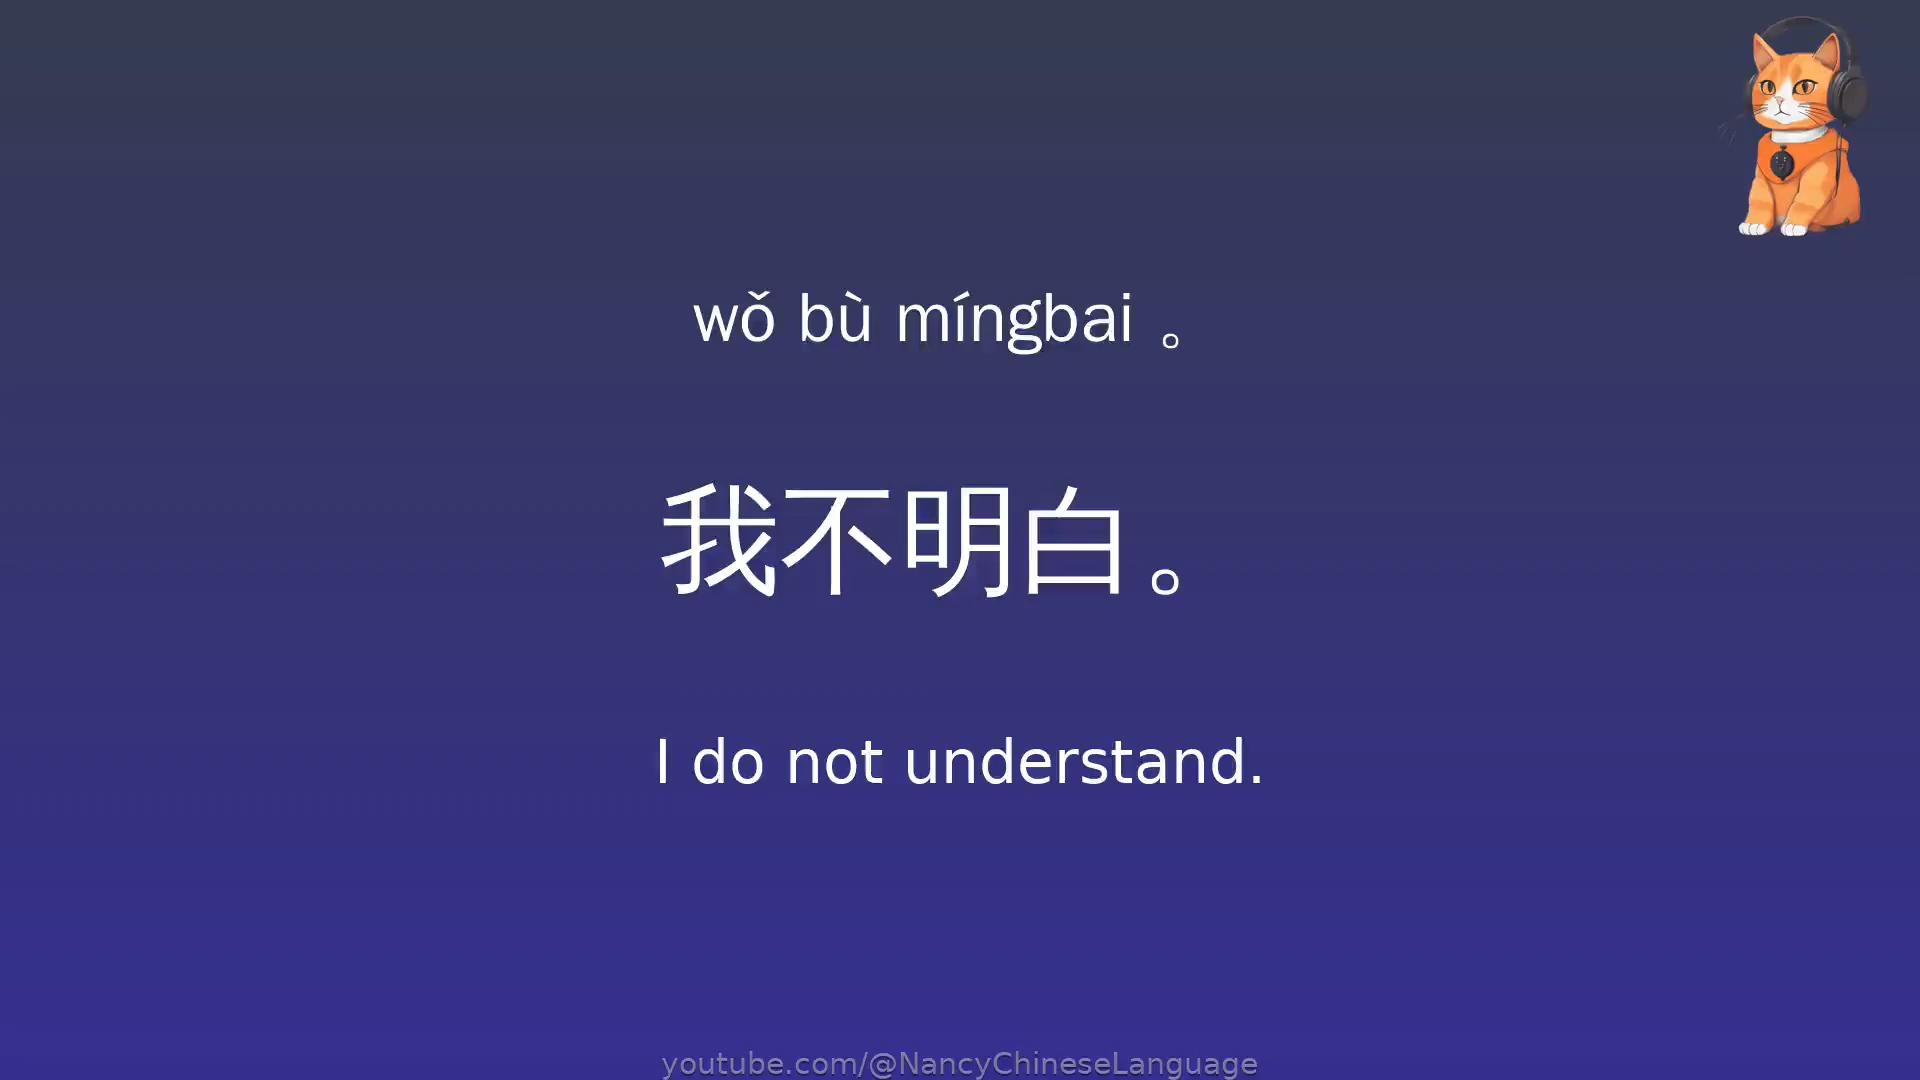 wǒ bù míngbai 。
我不明白。
I do not understand.
youtube.com/@NancyChineseLanguage